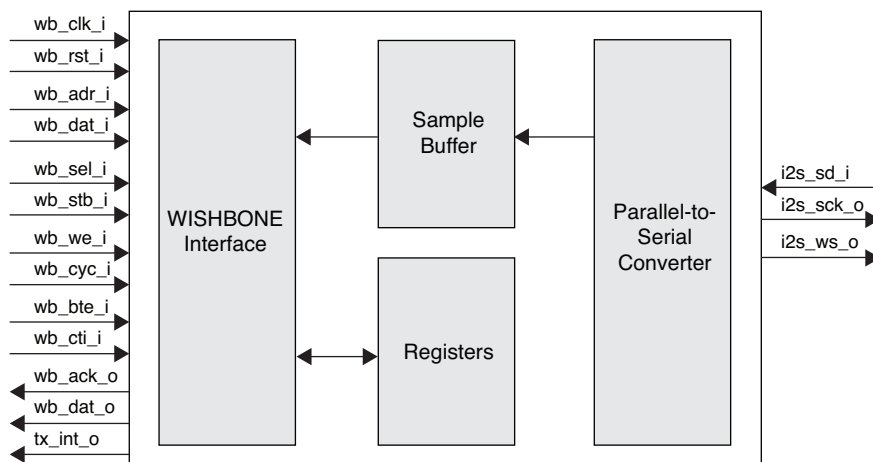 wb_clk_i
wb_rst_i
wb_adr_i
wb_dat_i
wb_sel_i
wb_stb_i
wb_we_i
wb_cyc_i
wb_bte_i
wb_cti_i
wb_ack_o
wb_dat_o
tx_int_o
WISHBONE
Interface
Sample
Buffer
Registers
Parallel-to-
Serial
Converter
i2s_sd_i
i2s_sck_o
i2s_ws_o